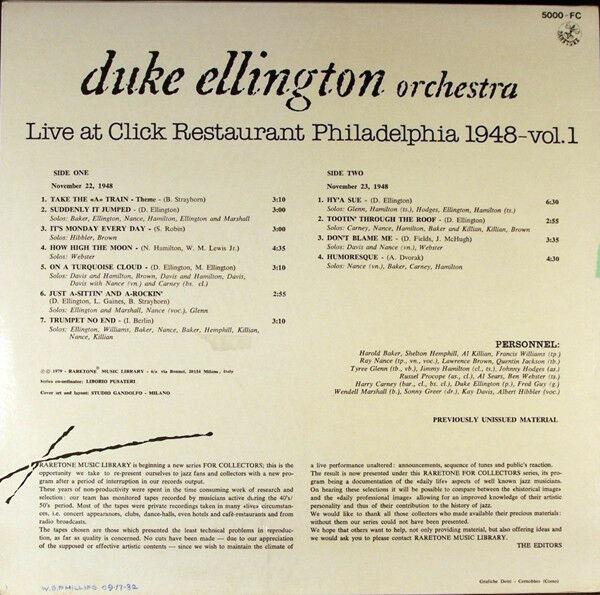 5000 FC
RARETONE
duke ellington orchestra
Live at Click Restaurant Philadelphia 1948-vol.1
SIDE ONE
November 22, 1948
1. TAKE THE «A» TRAIN - Theme - (B. Strayhorn) 3:10
2. SUDDENLY IT JUMPED - (D. Ellington) 3:00
Solos: Baker, Ellington, Nance, Hamilton, Ellington and Marshall
3. IT'S MONDAY EVERY DAY - (S. Robin) 3:00
Solos: Hibbler, Brown
4. HOW HIGH THE MOON - (N. Hamilton, W. M. Lewis Jr.) 4:35
Solos: Webster
5. ON A TURQUOISE CLOUD - (D. Ellington, M. Ellington) 3:10
Solos: Davis and Hamilton, Brown, Davis and Hamilton, Davis,
Davis with Nance (vn.) and Carney (bs. cl.)
6. JUST A-SITTIN' AND A-ROCKIN' 2:55
(D. Ellington, L. Gaines, B. Strayhorn)
Solos: Ellington and Marshall, Nance (voc.), Glenn
7. TRUMPET NO END - (I. Berlin) 3:10
Solos: Ellington, Williams, Baker, Nance, Baker, Hemphill, Killian,
Nance, Killian
SIDE TWO
November 23, 1948
1. HY'A SUE - (D. Ellington) 6:30
Solos: Glenn, Hamilton (ts.), Hodges, Ellington, Hamilton (ts.)
2. TOOTIN' THROUGH THE ROOF - (D. Ellington) 2:55
Solos: Carney, Nance, Hamilton, Baker and Killian, Killian, Brown
3. DON'T BLAME ME - (D. Fields, J. McHugh) 3:35
Solos: Davis and Nance (vn.), Webster
4. HUMORESQUE - (A. Dvorak) 4:30
Solos: Nance (vn.), Baker, Carney, Hamilton
PERSONNEL:
Harold Baker, Shelton Hemphill, Al Killian, Francis Williams (tp.)
Ray Nance (tp., vn., voc.), Lawrence Brown, Quentin Jackson (tb.)
Tyree Glenn (tb., vb.), Jimmy Hamilton (cl., ts.), Johnny Hodges (as.)
Russel Procope (as., cl.), Al Sears, Ben Webster (ts.)
Harry Carney (bar., cl., bs. cl.), Duke Ellington (p.), Fred Guy (g.)
Wendell Marshall (b.), Sonny Greer (dr.), Kay Davis, Albert Hibbler (voc.)
℗ © 1979 - RARETONE MUSIC LIBRARY - c/o via Bonnet, 20154 Milano, Italy
Series co-ordinator: LIBORIO PUSATERI
Cover art and layout: STUDIO GANDOLFO - MILANO
PREVIOUSLY UNISSUED MATERIAL
RARETONE MUSIC LIBRARY is beginning a new series FOR COLLECTORS; this is the
opportunity we take to re-present ourselves to jazz fans and collectors with a new pro-
gram after a period of interruption in our records output.
These years of non-productivity were spent in the time consuming work of research and
selection: our team has monitored tapes recorded by musicians active during the 40's/
50's period. Most of the tapes were private recordings taken in many «live» circumstan-
ces, i.e. concert appearances, clubs, dance-halls, even hotels and café-restaurants and from
radio broadcasts.
The tapes chosen are those which presented the least technical problems in reproduc-
tion, as far as quality is concerned. No cuts have been made — due to our appreciation
of the supposed or effective artistic contents — since we wish to maintain the climate of
a live performance unaltered: announcements, sequence of tunes and public's reaction.
The result is now presented under this RARETONE FOR COLLECTORS series, its pro-
gram being a documentation of the «daily life» aspects of well known jazz musicians.
On hearing these selections it will be possible to compare between the «historical images
and the «daily professional image» allowing for an improved knowledge of their artistic
personality and thus of their contribution to the history of jazz.
We would like to thank all those collectors who made available their precious materials:
without them our series could not have been presented.
We hope that others want to help, not only providing material, but also offering ideas and
we would ask you to please contact RARETONE MUSIC LIBRARY.
THE EDITORS
W.B. PHILLIPS 09-17-82
Grafiche Deni - Cernobbio (Como)